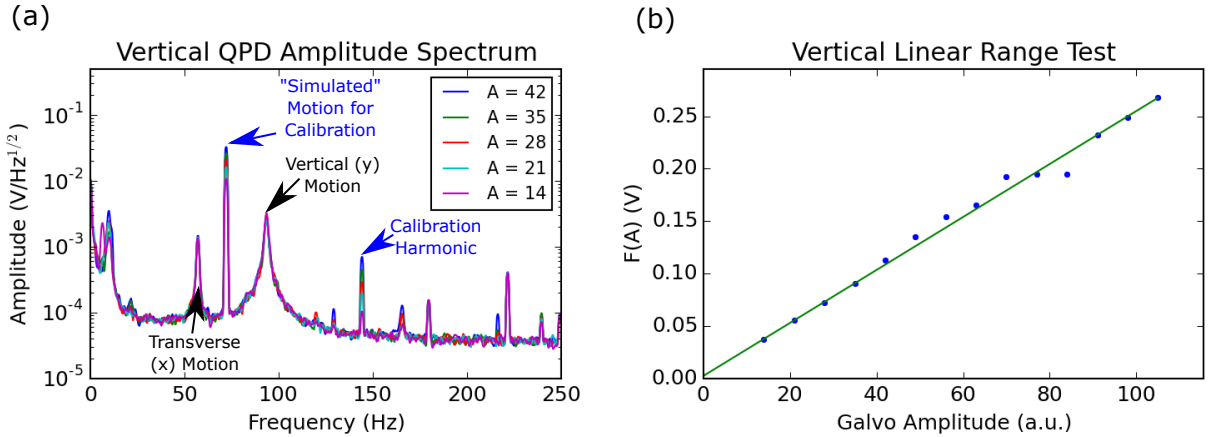 (a)
Vertical QPD Amplitude Spectrum
Amplitude (V/Hz^{1/2})
10^{-1}
10^{-2}
10^{-3}
10^{-4}
10^{-5}
"Simulated"
Motion for
Calibration
Vertical (y)
Motion
Calibration
Harmonic
Transverse
(x) Motion
A = 42
A = 35
A = 28
A = 21
A = 14
0 50 100 150 200 250
Frequency (Hz)
(b)
Vertical Linear Range Test
F(A) (V)
0.25
0.20
0.15
0.10
0.05
0.00
0 20 40 60 80 100
Galvo Amplitude (a.u.)